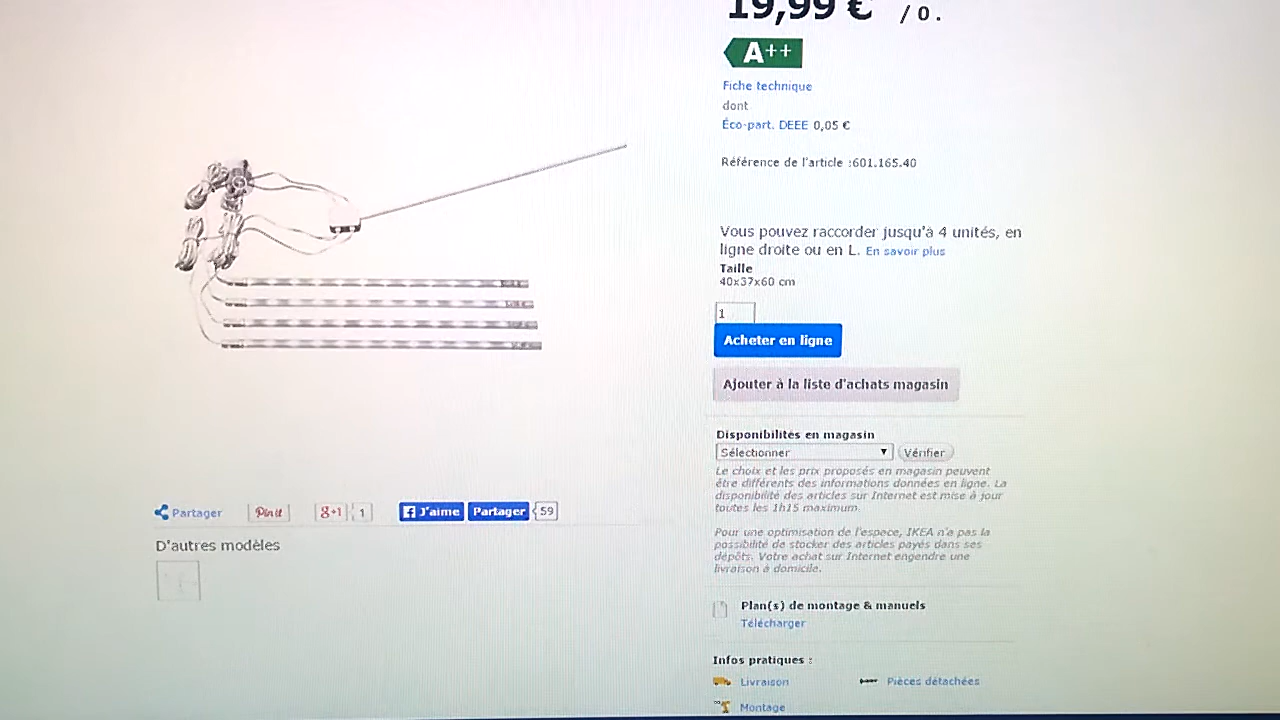 19,99 € / 0 .
A++
Fiche technique
dont
Éco-part. DEEE 0,05 €
Référence de l'article :601.165.40
Vous pouvez raccorder jusqu'à 4 unités, en
ligne droite ou en L. En savoir plus
Taille
40x37x60 cm
1
Acheter en ligne
Ajouter à la liste d'achats magasin
Disponibilités en magasin
Sélectionner ▼ Vérifier
Le choix et les prix proposés en magasin peuvent
être différents des informations données en ligne. La
disponibilité des articles sur Internet est mise à jour
toutes les 1h15 maximum.
Pour une optimisation de l'espace, IKEA n'a pas la
possibilité de stocker des articles payés dans ses
dépôts. Votre achat sur Internet engendre une
livraison à domicile.
Plan(s) de montage & manuels
Télécharger
Infos pratiques :
Livraison Pièces détachées
Montage
Partager Pin it g+1 1 J'aime Partager 59
D'autres modèles